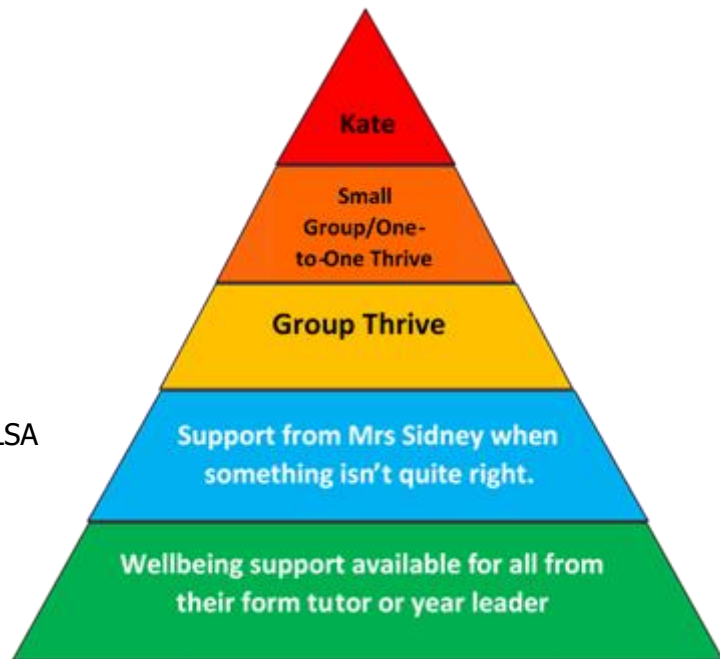 Kate
Small
Group/One-
to-One Thrive
Group Thrive
Support from Mrs Sidney when
something isn't quite right.
Wellbeing support available for all from
their form tutor or year leader